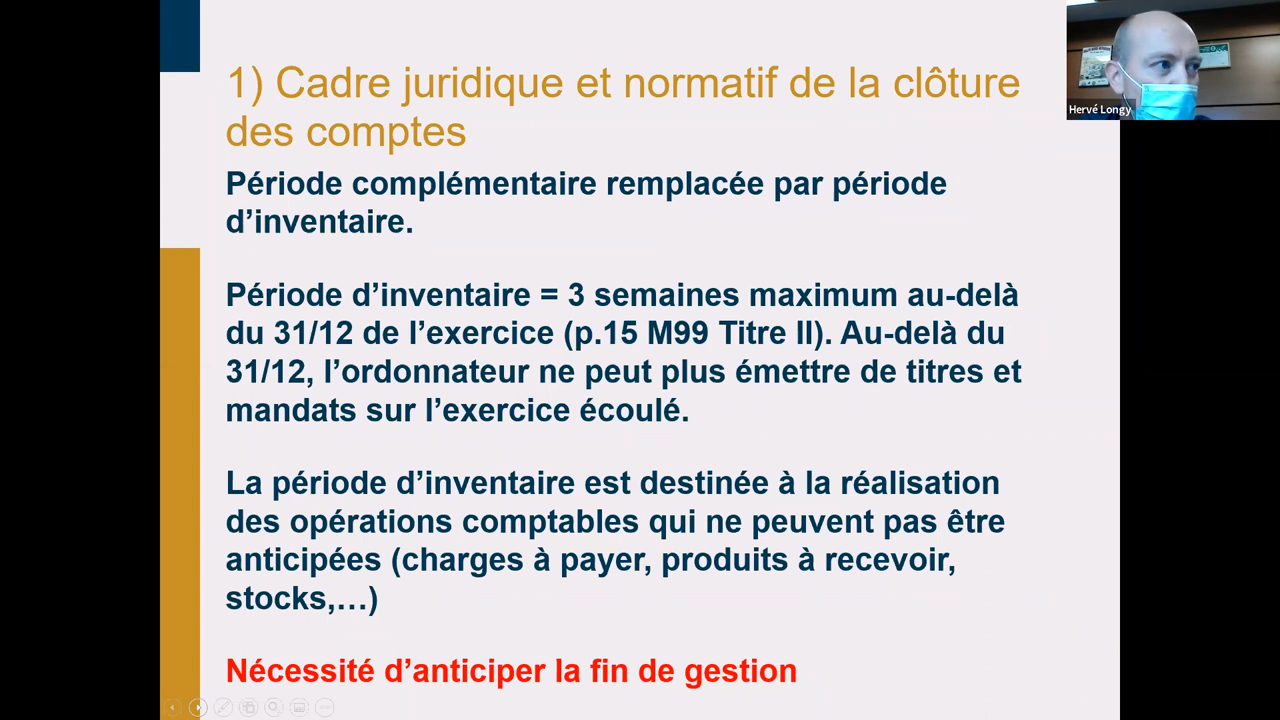 1) Cadre juridique et normatif de la clôture
des comptes
Hervé Longy
Période complémentaire remplacée par période
d’inventaire.
Période d’inventaire = 3 semaines maximum au-delà
du 31/12 de l’exercice (p.15 M99 Titre II). Au-delà du
31/12, l’ordonnateur ne peut plus émettre de titres et
mandats sur l’exercice écoulé.
La période d’inventaire est destinée à la réalisation
des opérations comptables qui ne peuvent pas être
anticipées (charges à payer, produits à recevoir,
stocks,…)
Nécessité d’anticiper la fin de gestion